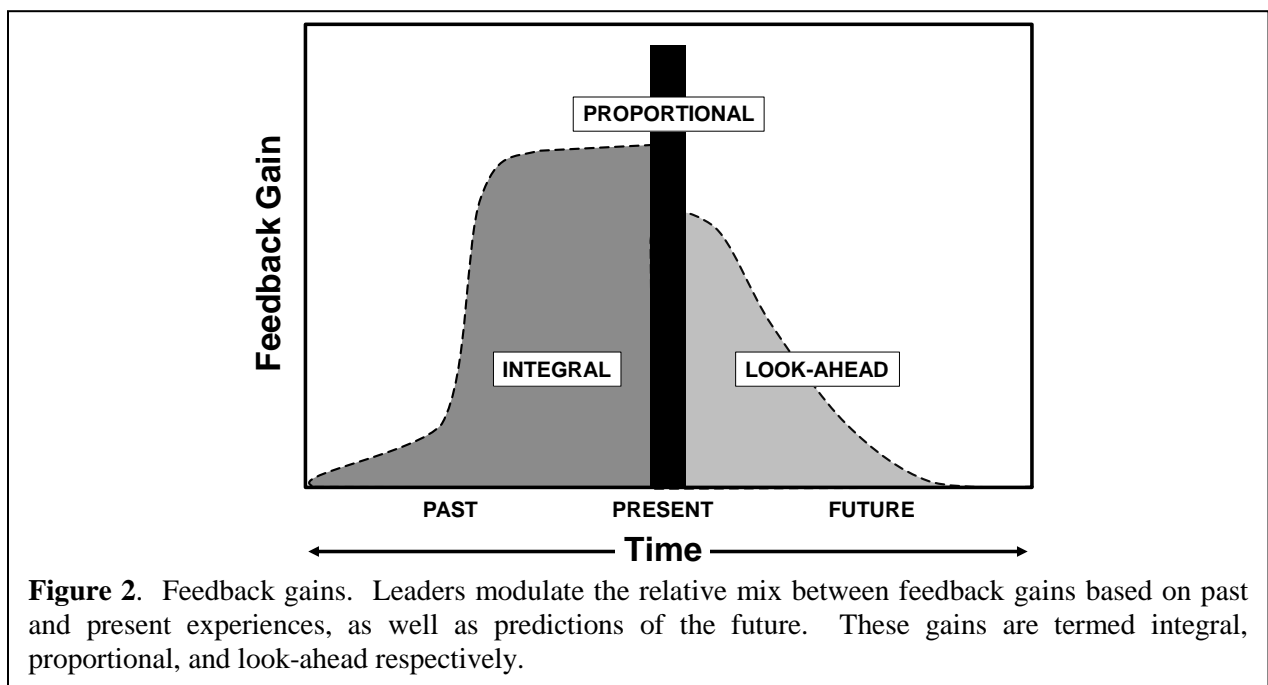 PROPORTIONAL
Feedback Gain
INTEGRAL
LOOK-AHEAD
PAST
PRESENT
FUTURE
Time
Figure 2. Feedback gains. Leaders modulate the relative mix between feedback gains based on past
and present experiences, as well as predictions of the future. These gains are termed integral,
proportional, and look-ahead respectively.